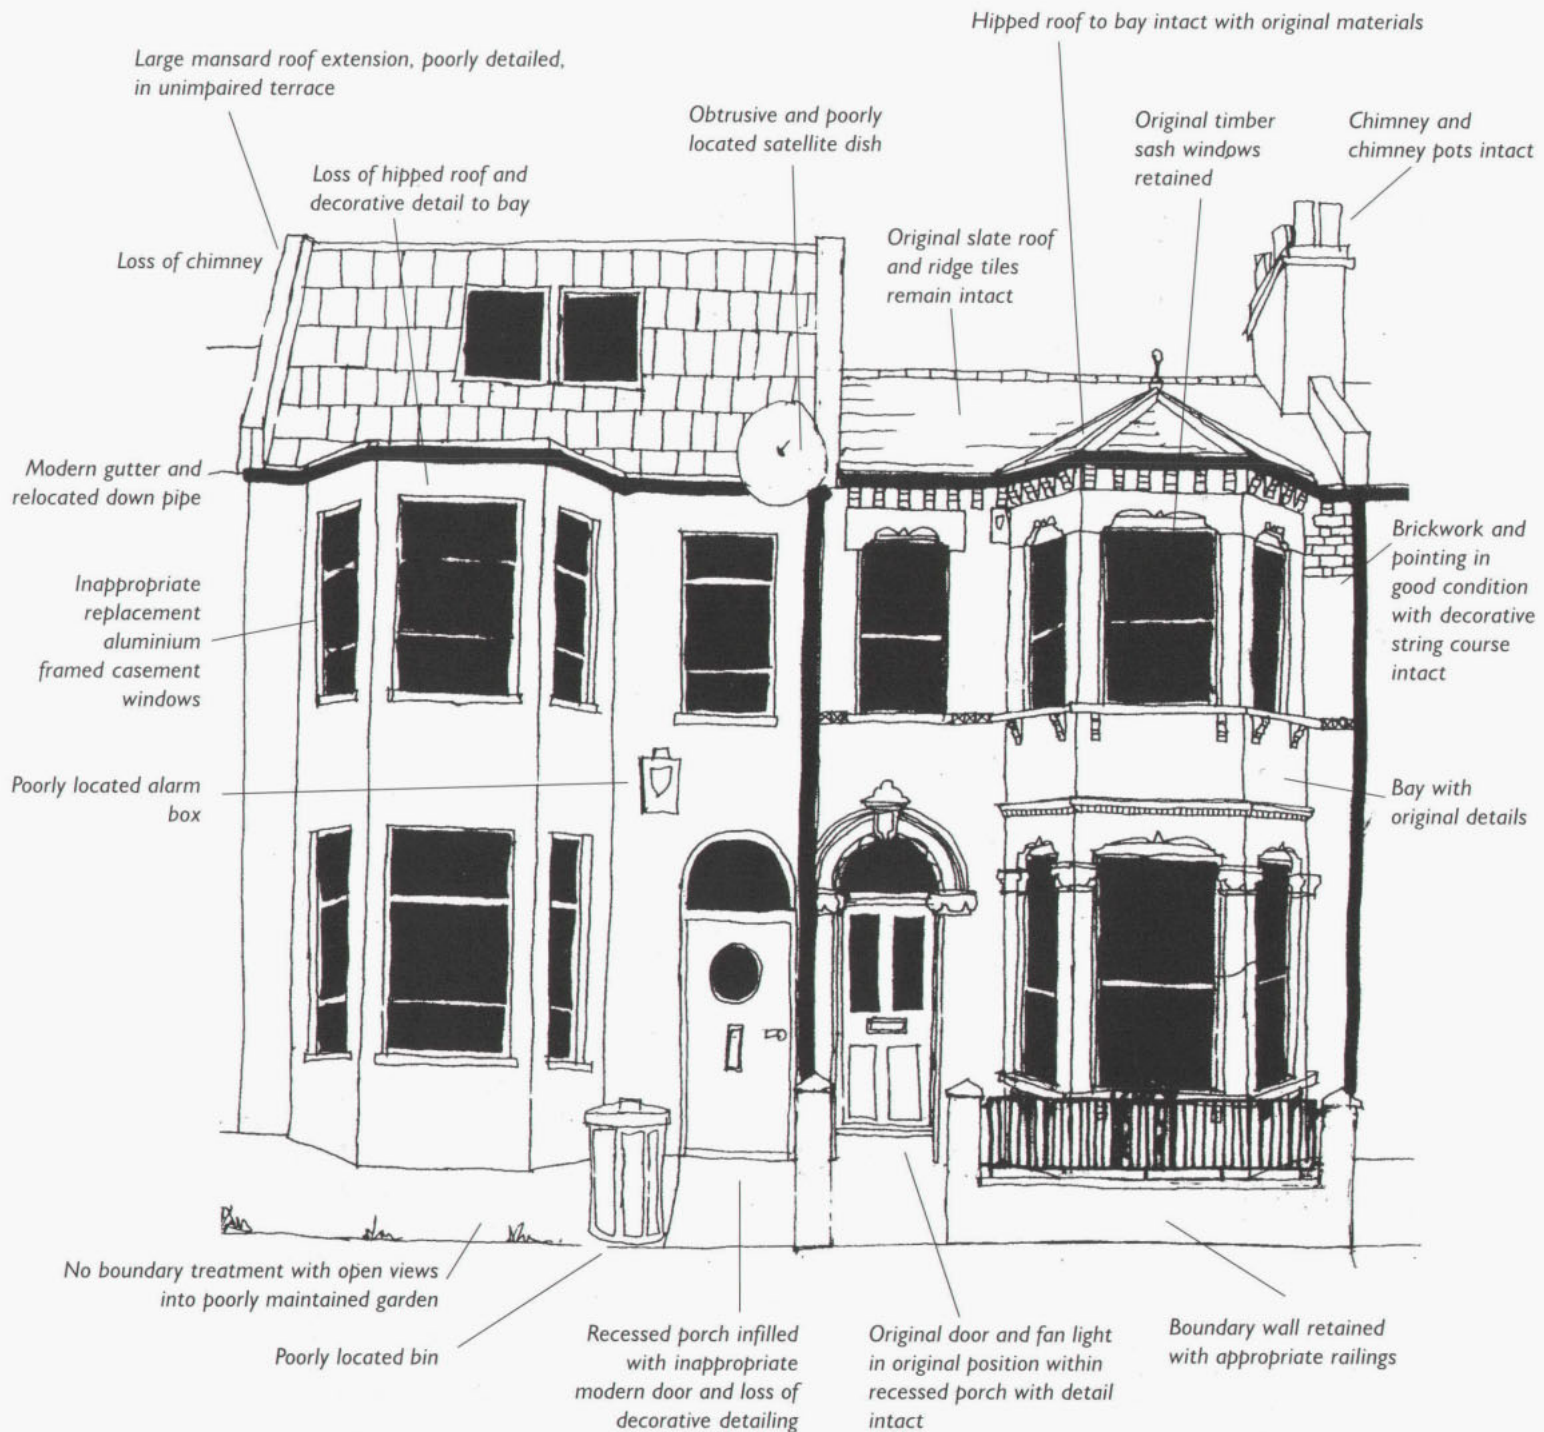 Hipped roof to bay intact with original materials
Large mansard roof extension, poorly detailed,
in unimpaired terrace
Obtrusive and poorly
located satellite dish
Original timber
sash windows
retained
Chimney and
chimney pots intact
Loss of hipped roof and
decorative detail to bay
Original slate roof
and ridge tiles
remain intact
Loss of chimney
Modern gutter and
relocated down pipe
Brickwork and
pointing in
good condition
with decorative
string course
intact
Inappropriate
replacement
aluminium
framed casement
windows
Poorly located alarm
box
Bay with
original details
No boundary treatment with open views
into poorly maintained garden
Poorly located bin
Recessed porch infilled
with inappropriate
modern door and loss of
decorative detailing
Original door and fan light
in original position within
recessed porch with detail
intact
Boundary wall retained
with appropriate railings